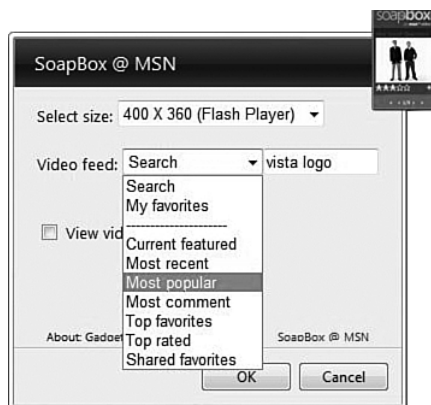 soapbox
SoapBox @ MSN
Select size: 400 X 360 (Flash Player)
Video feed: Search vista logo
Search
My favorites
--------------------
Current featured
Most recent
Most popular
Most comment
Top favorites
Top rated
Shared favorites
View vid
About: Gadget SoapBox @ MSN
OK Cancel